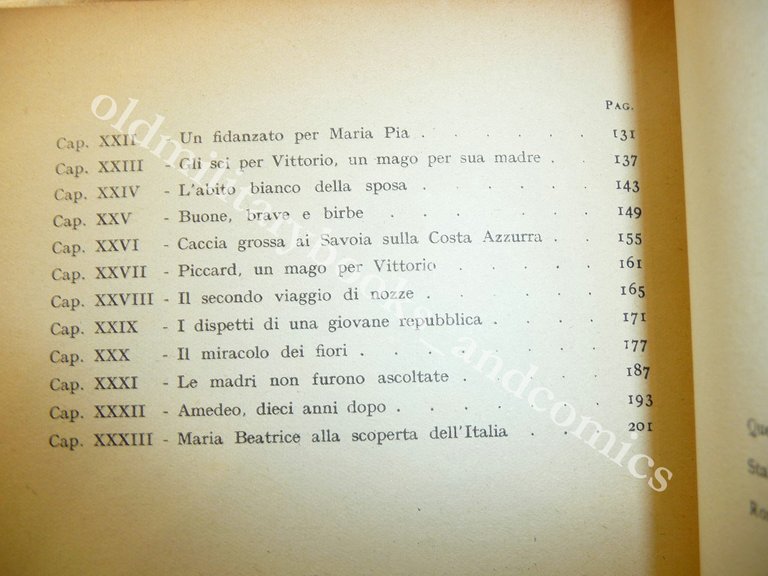 PAG.
Cap. XXII - Un fidanzato per Maria Pia . . . . . . 131
Cap. XXIII - Gli sci per Vittorio, un mago per sua madre . . 137
Cap. XXIV - L'abito bianco della sposa . . . . . . 143
Cap. XXV - Buone, brave e birbe . . . . . . 149
Cap. XXVI - Caccia grossa ai Savoia sulla Costa Azzurra . . 155
Cap. XXVII - Piccard, un mago per Vittorio . . . . . 161
Cap. XXVIII - Il secondo viaggio di nozze . . . . . 165
Cap. XXIX - I dispetti di una giovane repubblica . . . . 171
Cap. XXX - Il miracolo dei fiori . . . . . . . 177
Cap. XXXI - Le madri non furono ascoltate . . . . . 187
Cap. XXXII - Amedeo, dieci anni dopo . . . . . . 193
Cap. XXXIII - Maria Beatrice alla scoperta dell'Italia . . . 201
oldmilitarybooks_andcomics
Que
Sta
Ro